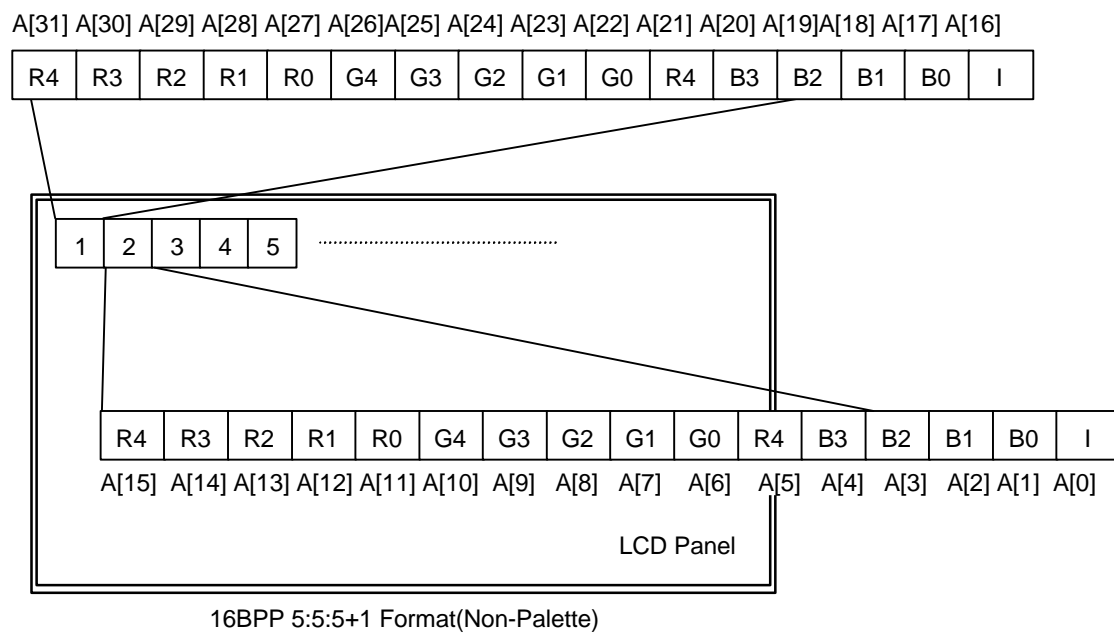 A[31] A[30] A[29] A[28] A[27] A[26]A[25] A[24] A[23] A[22] A[21] A[20] A[19]A[18] A[17] A[16]
R4 R3 R2 R1 R0 G4 G3 G2 G1 G0 R4 B3 B2 B1 B0 I
1 2 3 4 5
R4 R3 R2 R1 R0 G4 G3 G2 G1 G0 R4 B3 B2 B1 B0 I
A[15] A[14] A[13] A[12] A[11] A[10] A[9] A[8] A[7] A[6] A[5] A[4] A[3] A[2] A[1] A[0]
LCD Panel
16BPP 5:5:5+1 Format(Non-Palette)